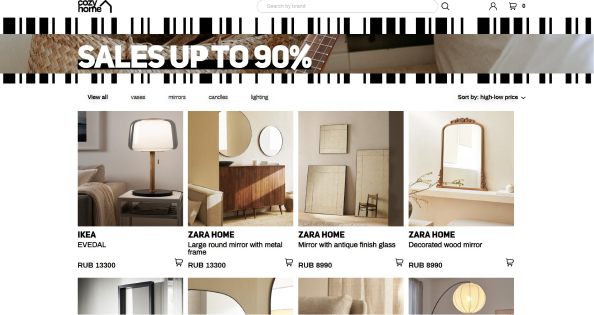 cozy
home
Search by brand
0
SALES UP TO 90%
View all
vases
mirrors
candles
lighting
Sort by: high-low price
IKEA
EVEDAL
RUB 13300
ZARA HOME
Large round mirror with metal
frame
RUB 13300
ZARA HOME
Mirror with antique finish glass
RUB 8990
ZARA HOME
Decorated wood mirror
RUB 8990